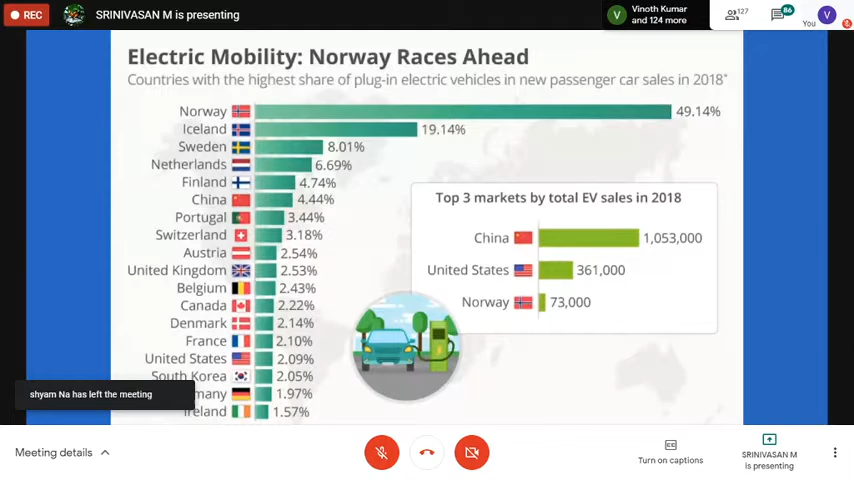 REC
SRINIVASAN M is presenting
V
Vinoth Kumar
and 124 more
127
86
You
V
Electric Mobility: Norway Races Ahead
Countries with the highest share of plug-in electric vehicles in new passenger car sales in 2018*
Norway 49.14%
Iceland 19.14%
Sweden 8.01%
Netherlands 6.69%
Finland 4.74%
China 4.44%
Portugal 3.44%
Switzerland 3.18%
Austria 2.54%
United Kingdom 2.53%
Belgium 2.43%
Canada 2.22%
Denmark 2.14%
France 2.10%
United States 2.09%
South Korea 2.05%
many 1.97%
Ireland 1.57%
Top 3 markets by total EV sales in 2018
China 1,053,000
United States 361,000
Norway 73,000
shyam Na has left the meeting
Meeting details
Turn on captions
SRINIVASAN M
is presenting